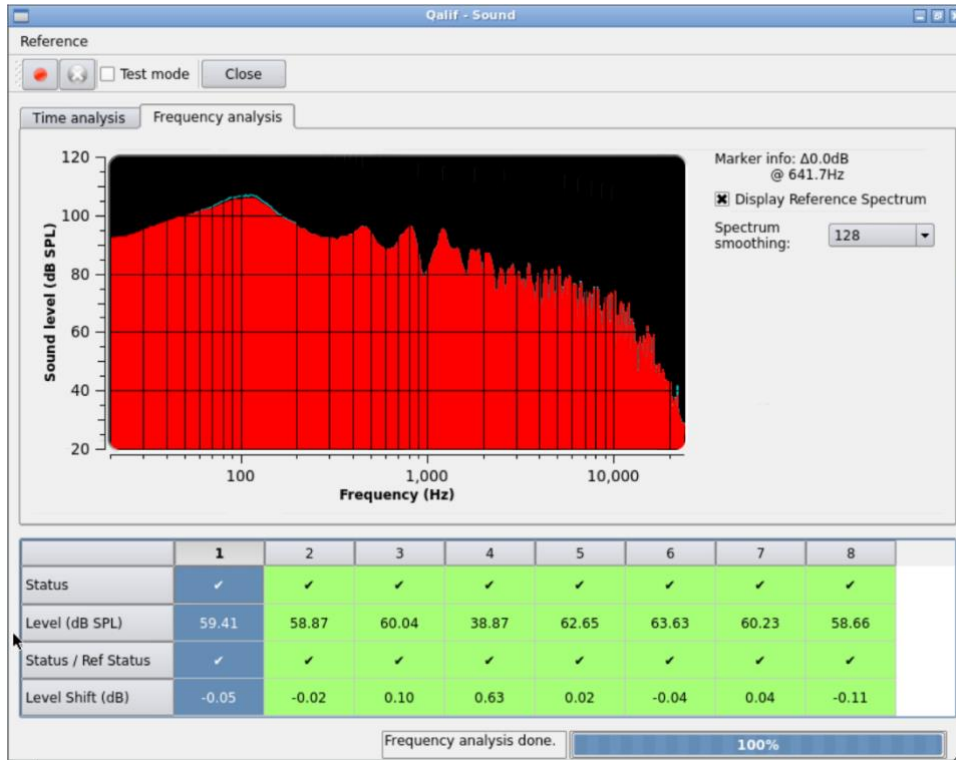 Qalif - Sound
Reference
Test mode Close
Time analysis Frequency analysis
120
100
80
60
40
20
Sound level (dB SPL)
100 1,000 10,000
Frequency (Hz)
Marker info: Δ0.0dB
@ 641.7Hz
Display Reference Spectrum
Spectrum
smoothing:
128
1 2 3 4 5 6 7 8
Status ✔ ✔ ✔ ✔ ✔ ✔ ✔ ✔
Level (dB SPL) 59.41 58.87 60.04 38.87 62.65 63.63 60.23 58.66
Status / Ref Status ✔ ✔ ✔ ✔ ✔ ✔ ✔ ✔
Level Shift (dB) -0.05 -0.02 0.10 0.63 0.02 -0.04 0.04 -0.11
Frequency analysis done. 100%